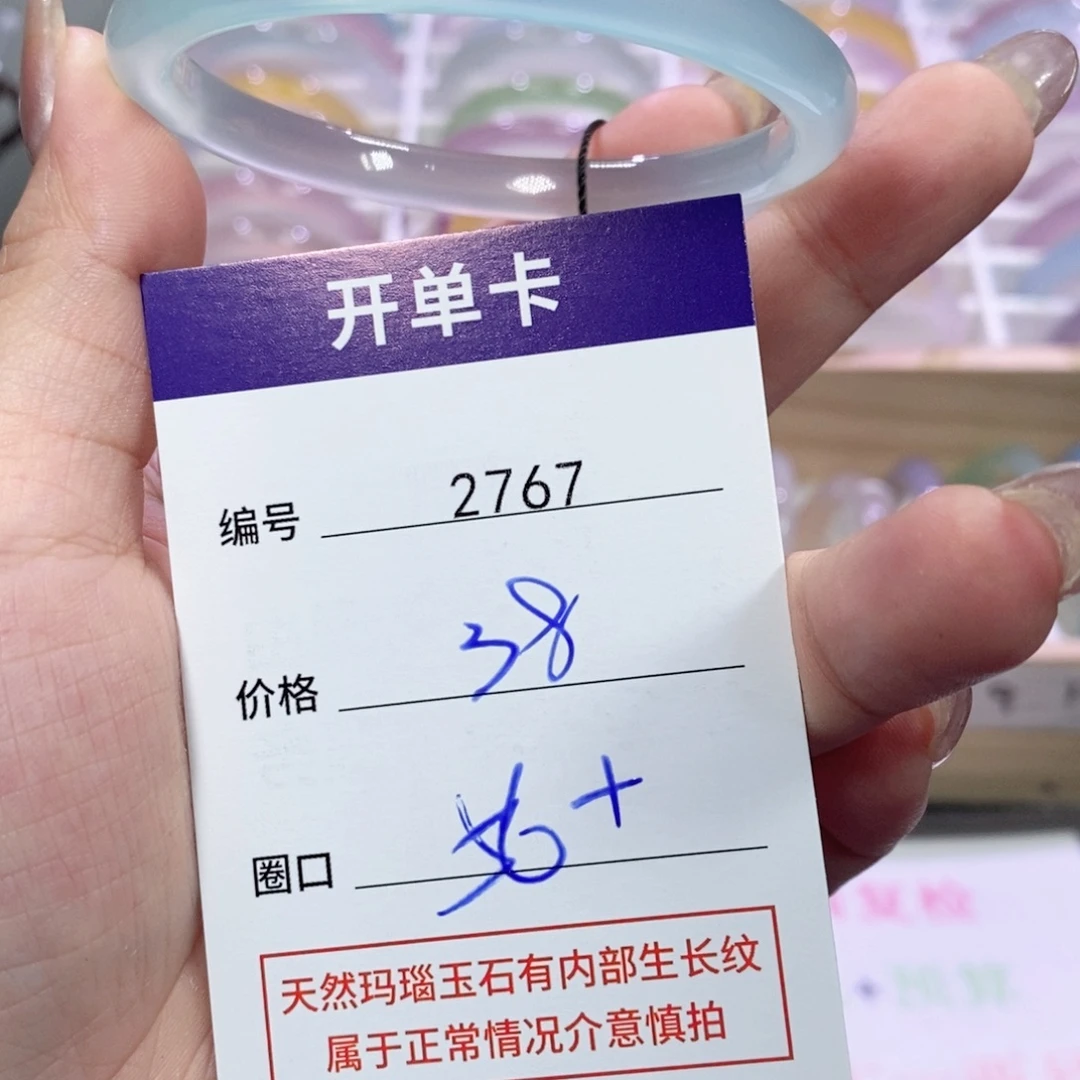 开单卡
编号 2767
价格 38
圈口 56+
天然玛瑙玉石有内部生长纹
属于正常情况介意慎拍